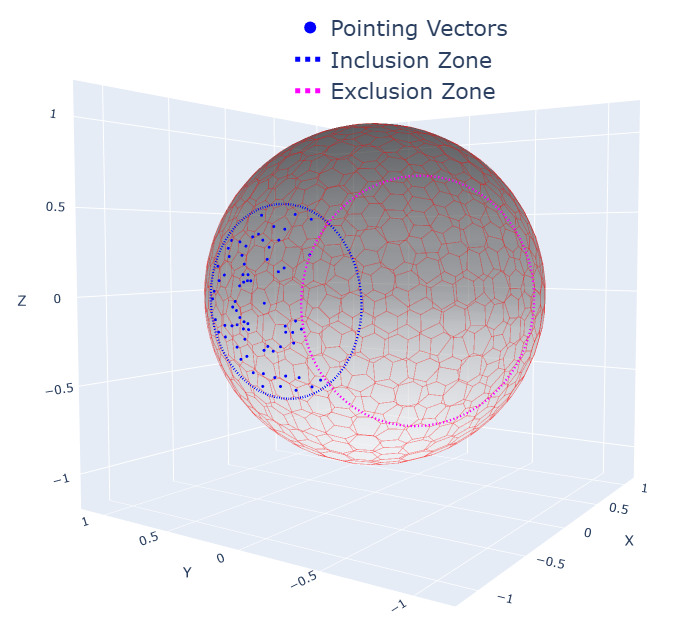 Pointing Vectors
Inclusion Zone
Exclusion Zone
1
0.5
Z
0
−0.5
−1
1
0.5
0
Y
−0.5
−1
1
0.5
0
X
−0.5
−1